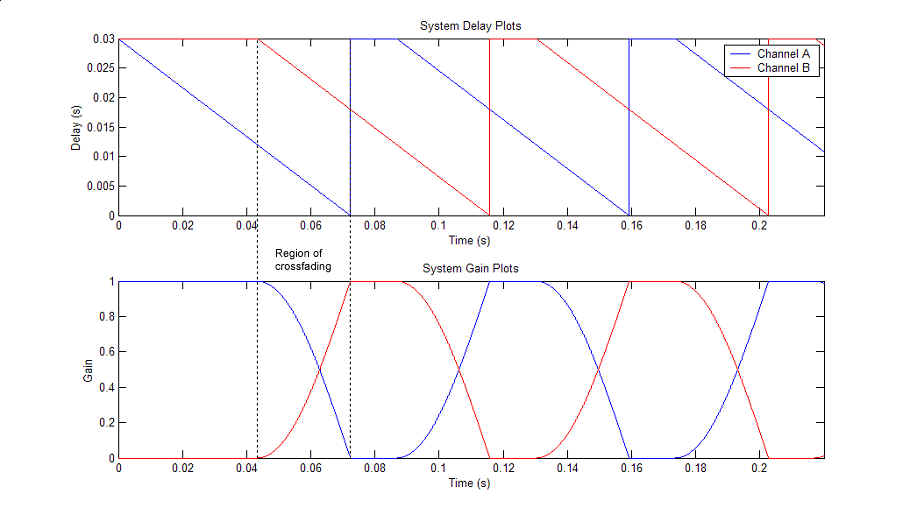 System Delay Plots
0.03
0.025
0.02
0.015
0.01
0.005
0
Delay (s)
Channel A
Channel B
0 0.02 0.04 0.06 0.08 0.1 0.12 0.14 0.16 0.18 0.2
Time (s)
Region of
crossfading
System Gain Plots
1
0.8
0.6
0.4
0.2
0
Gain
0 0.02 0.04 0.06 0.08 0.1 0.12 0.14 0.16 0.18 0.2
Time (s)